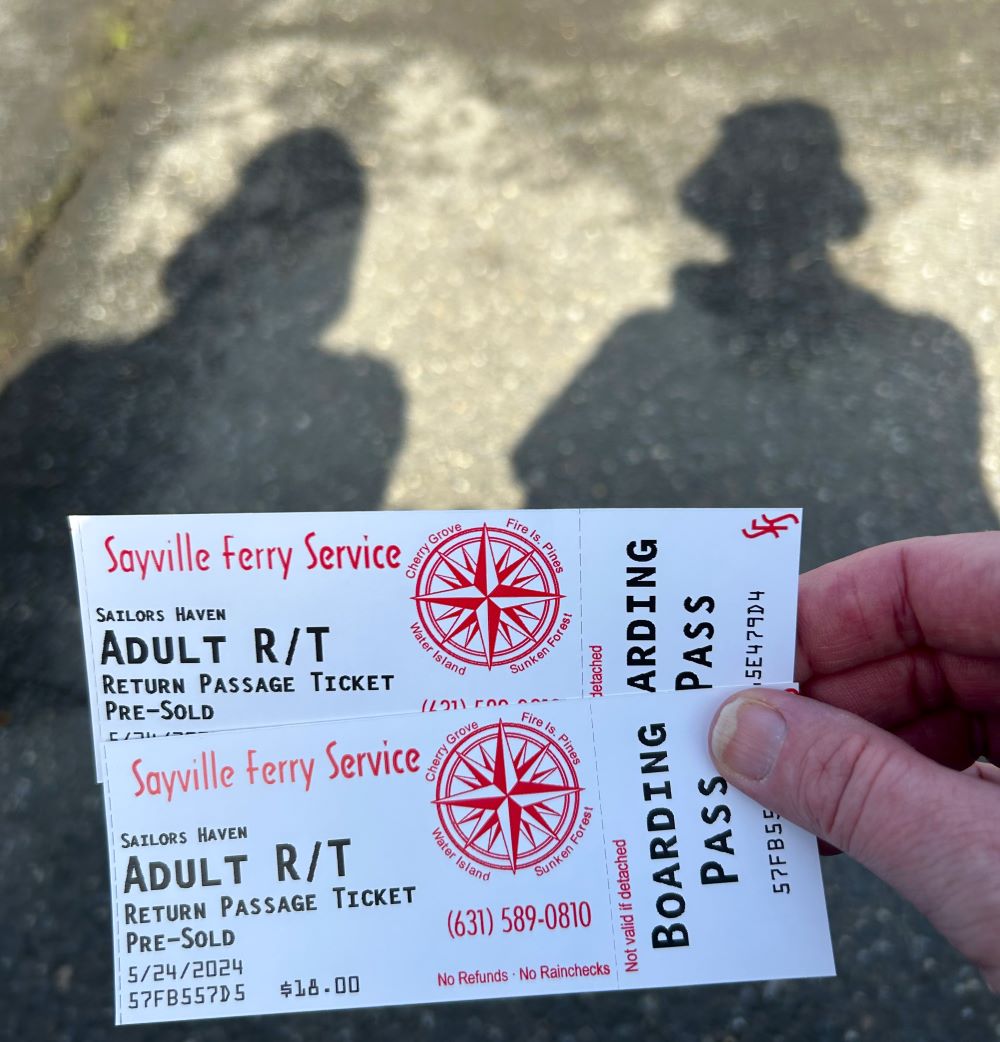 Sayville Ferry Service
Cherry Grove
Fire Is. Pines
Water Island
Sunken Forest
SAILORS HAVEN
ADULT R/T
RETURN PASSAGE TICKET
PRE-SOLD
detached
ARDING
PASS
5E479D4
Sayville Ferry Service
Cherry Grove
Fire Is. Pines
Water Island
Sunken Forest
SAILORS HAVEN
ADULT R/T
RETURN PASSAGE TICKET
PRE-SOLD
5/24/2024
57FB557D5 $18.00
(631) 589-0810
No Refunds · No Rainchecks
Not valid if detached
BOARDING
PASS
57FB55